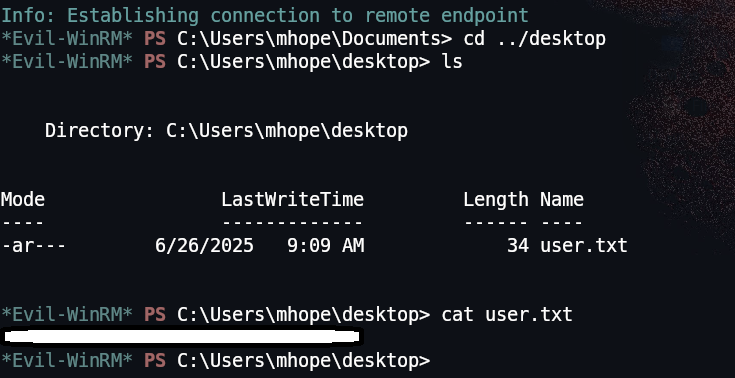 Info: Establishing connection to remote endpoint
*Evil-WinRM* PS C:\Users\mhope\Documents> cd ../desktop
*Evil-WinRM* PS C:\Users\mhope\desktop> ls
Directory: C:\Users\mhope\desktop
Mode LastWriteTime Length Name
---- ------------- ------ ----
-ar--- 6/26/2025 9:09 AM 34 user.txt
*Evil-WinRM* PS C:\Users\mhope\desktop> cat user.txt
*Evil-WinRM* PS C:\Users\mhope\desktop>